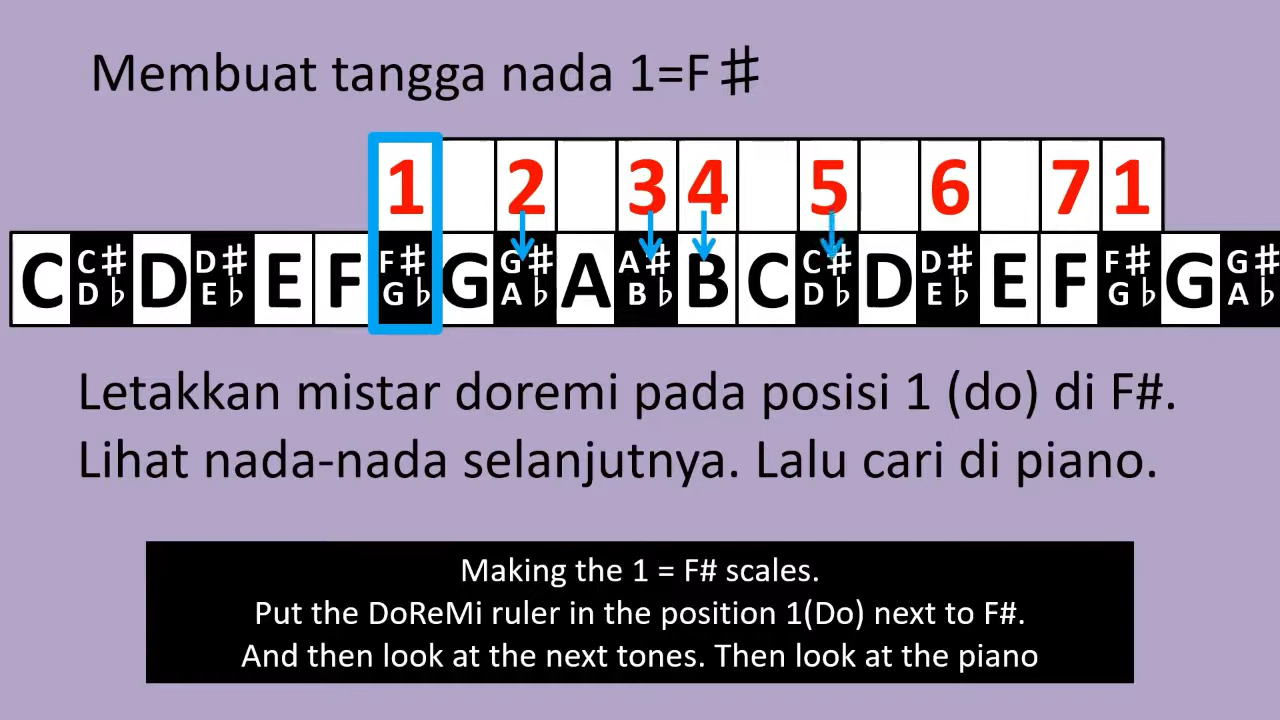 Membuat tangga nada 1=F♯
1 2 3 4 5 6 7 1
C C♯ D♭ D D♯ E♭ E F F♯ G♭ G G♯ A♭ A A♯ B♭ B C C♯ D♭ D D♯ E♭ E F F♯ G♭ G G♯ A♭
Letakkan mistar doremi pada posisi 1 (do) di F#.
Lihat nada-nada selanjutnya. Lalu cari di piano.
Making the 1 = F# scales.
Put the DoReMi ruler in the position 1(Do) next to F#.
And then look at the next tones. Then look at the piano